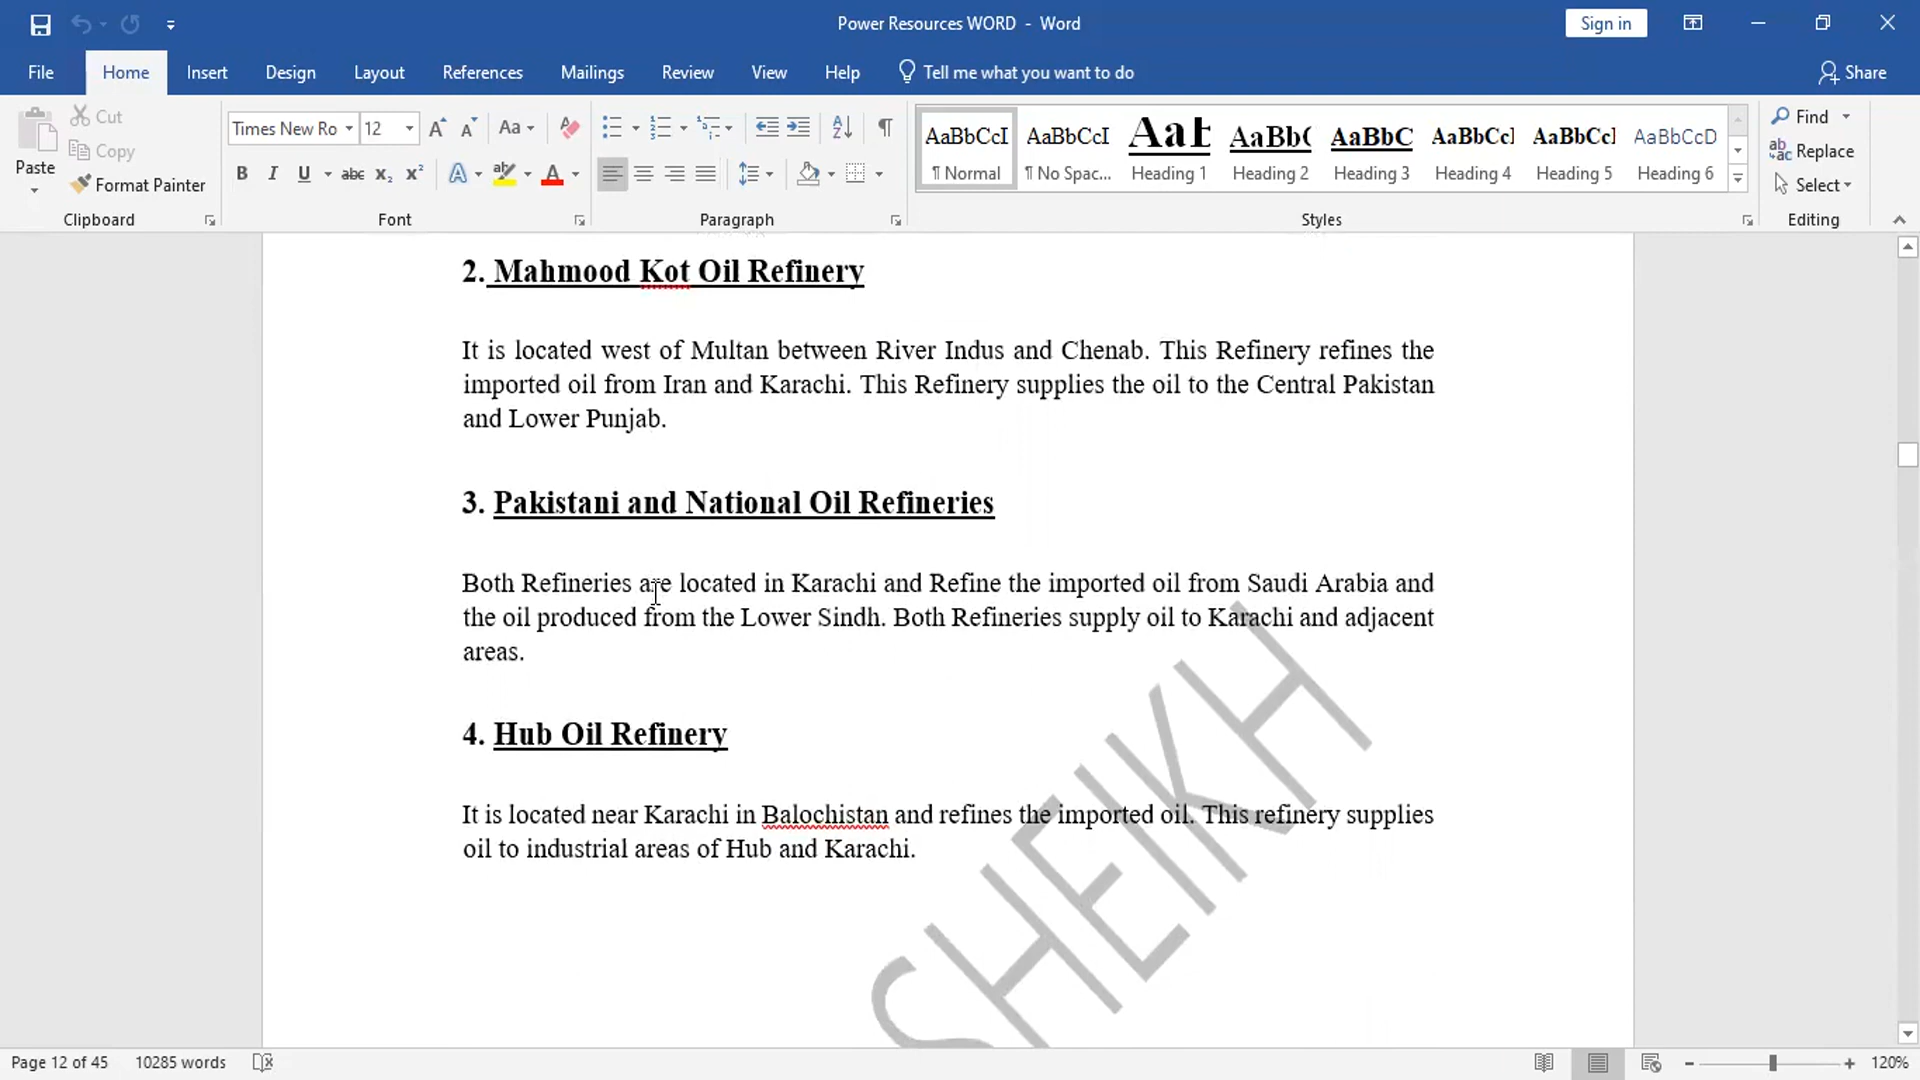 Power Resources WORD - Word
Sign in
File Home Insert Design Layout References Mailings Review View Help Tell me what you want to do Share
Paste
Cut
Copy
Format Painter
Clipboard
Times New Ro 12
Aa
B I U abc x₂ x² A ab A
Font
Paragraph
AaBbCcI
¶ Normal
AaBbCcI
¶ No Spac...
AaB
Heading 1
AaBb(
Heading 2
AaBbC
Heading 3
AaBbCcI
Heading 4
AaBbCcI
Heading 5
AaBbCcD
Heading 6
Styles
Find
Replace
Select
Editing
2. Mahmood Kot Oil Refinery
It is located west of Multan between River Indus and Chenab. This Refinery refines the
imported oil from Iran and Karachi. This Refinery supplies the oil to the Central Pakistan
and Lower Punjab.
3. Pakistani and National Oil Refineries
Both Refineries are located in Karachi and Refine the imported oil from Saudi Arabia and
the oil produced from the Lower Sindh. Both Refineries supply oil to Karachi and adjacent
areas.
4. Hub Oil Refinery
It is located near Karachi in Balochistan and refines the imported oil. This refinery supplies
oil to industrial areas of Hub and Karachi.
SHEIKH
Page 12 of 45 10285 words
120%